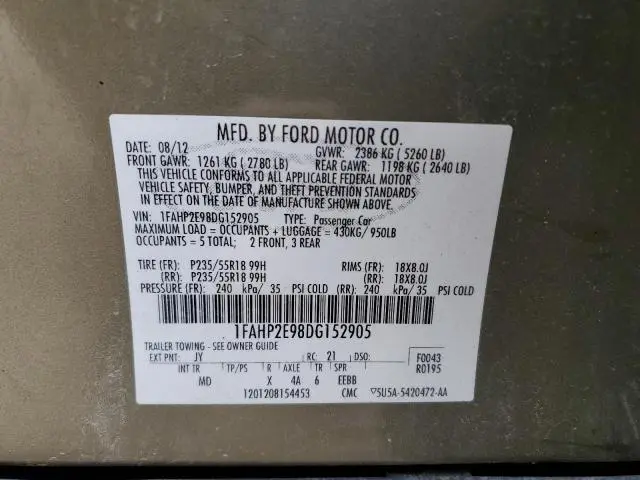 MFD. BY FORD MOTOR CO.
DATE: 08/12 GVWR: 2386 KG ( 5260 LB)
FRONT GAWR: 1261 KG ( 2780 LB) REAR GAWR: 1198 KG ( 2640 LB)
THIS VEHICLE CONFORMS TO ALL APPLICABLE FEDERAL MOTOR
VEHICLE SAFETY, BUMPER, AND THEFT PREVENTION STANDARDS
IN EFFECT ON THE DATE OF MANUFACTURE SHOWN ABOVE.
VIN: 1FAHP2E98DG152905 TYPE: Passenger Car
MAXIMUM LOAD = OCCUPANTS + LUGGAGE = 430KG/ 950LB
OCCUPANTS = 5 TOTAL; 2 FRONT, 3 REAR
TIRE (FR): P235/55R18 99H RIMS (FR): 18X8.0J
(RR): P235/55R18 99H (RR): 18X8.0J
PRESSURE (FR): 240 kPa/ 35 PSI COLD (RR): 240 kPa/ 35 PSI COLD
1FAHP2E98DG152905
TRAILER TOWING - SEE OWNER GUIDE
EXT PNT: JY RC: 21 DSO: F0043
INT TR TP/PS R AXLE TR SPR R0195
MD X 4A 6 EEBB
1201208154453 CMC ▽5U5A-5420472-AA